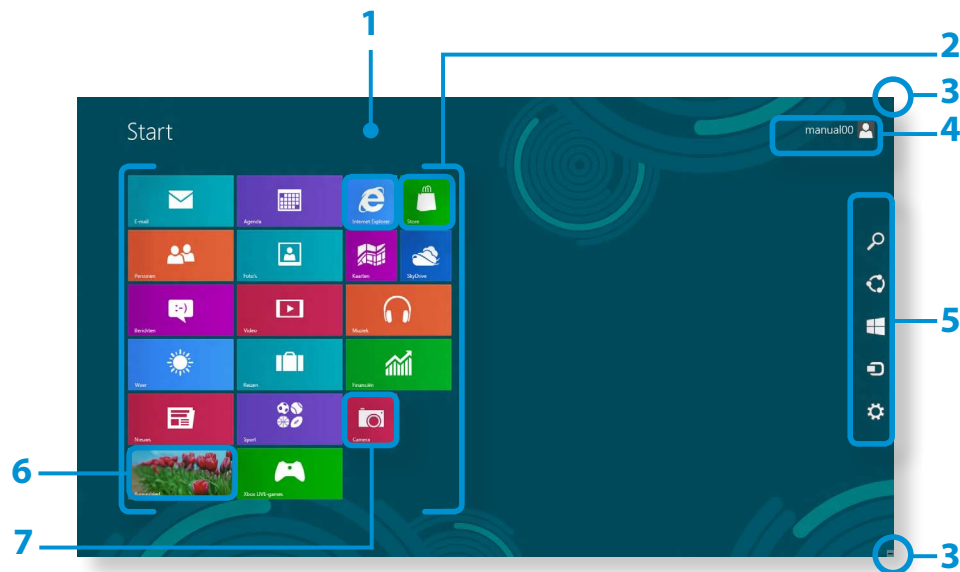 1
2
3
Start
manual00
4
E-mail
Agenda
Internet Explorer
Store
Personen
Foto's
Kaarten
SkyDrive
Berichten
Video
Muziek
5
Weer
Reizen
Financiën
Nieuws
Sport
Camera
6
Bureaublad
Xbox LIVE-games
7
3